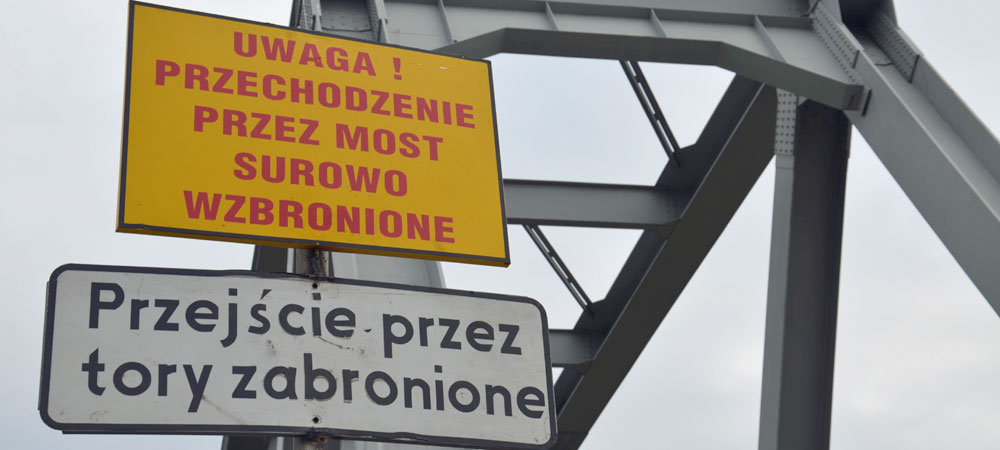 UWAGA !
PRZECHODZENIE
PRZEZ MOST
SUROWO
WZBRONIONE
Przejście przez
tory zabronione